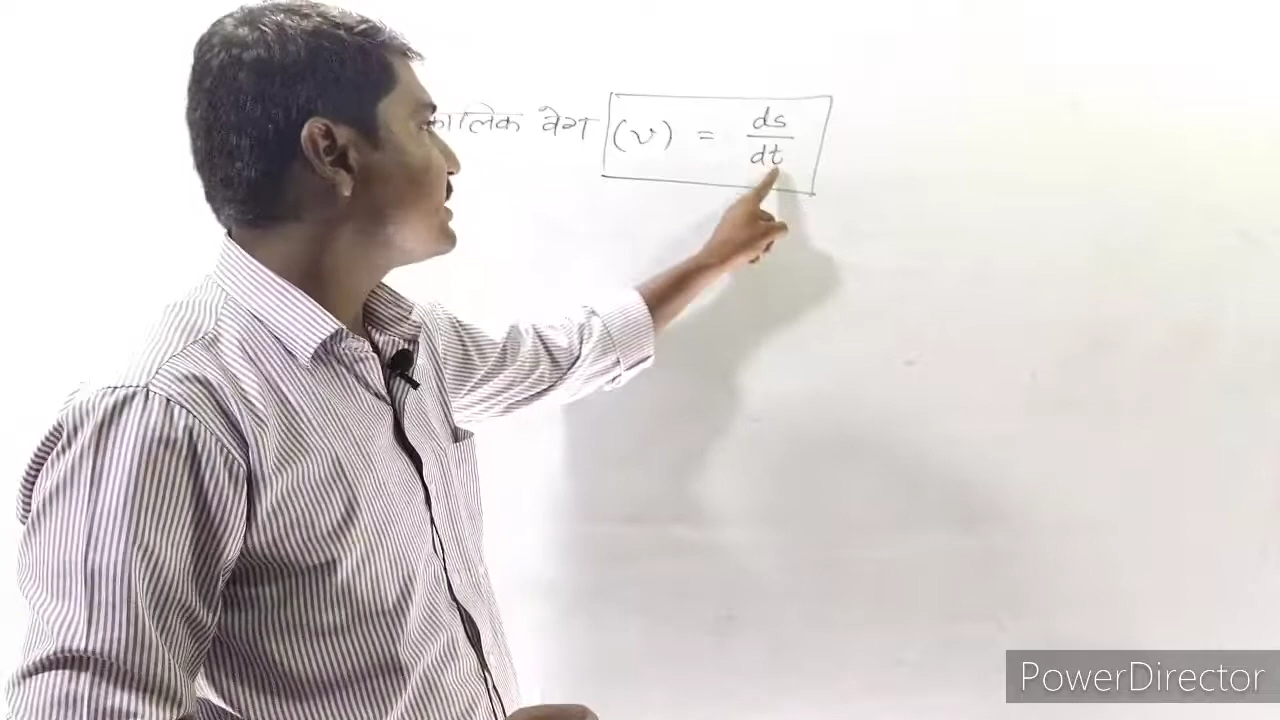 वेग (v) = ds/dt
PowerDirector